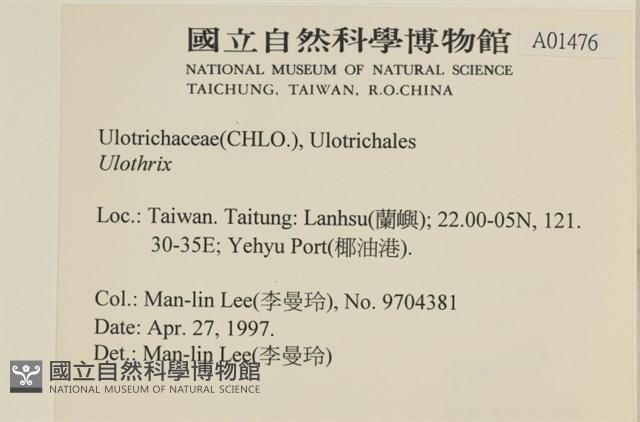 國立自然科學博物館
A01476
NATIONAL MUSEUM OF NATURAL SCIENCE
TAICHUNG, TAIWAN, R.O.CHINA
Ulotrichaceae(CHLO.), Ulotrichales
Ulothrix
Loc.: Taiwan. Taitung: Lanhsu(蘭嶼); 22.00-05N, 121.
30-35E; Yehyu Port(椰油港).
Col.: Man-lin Lee(李曼玲), No. 9704381
Date: Apr. 27, 1997.
Det.: Man-lin Lee(李曼玲)
國立自然科學博物館
NATIONAL MUSEUM OF NATURAL SCIENCE